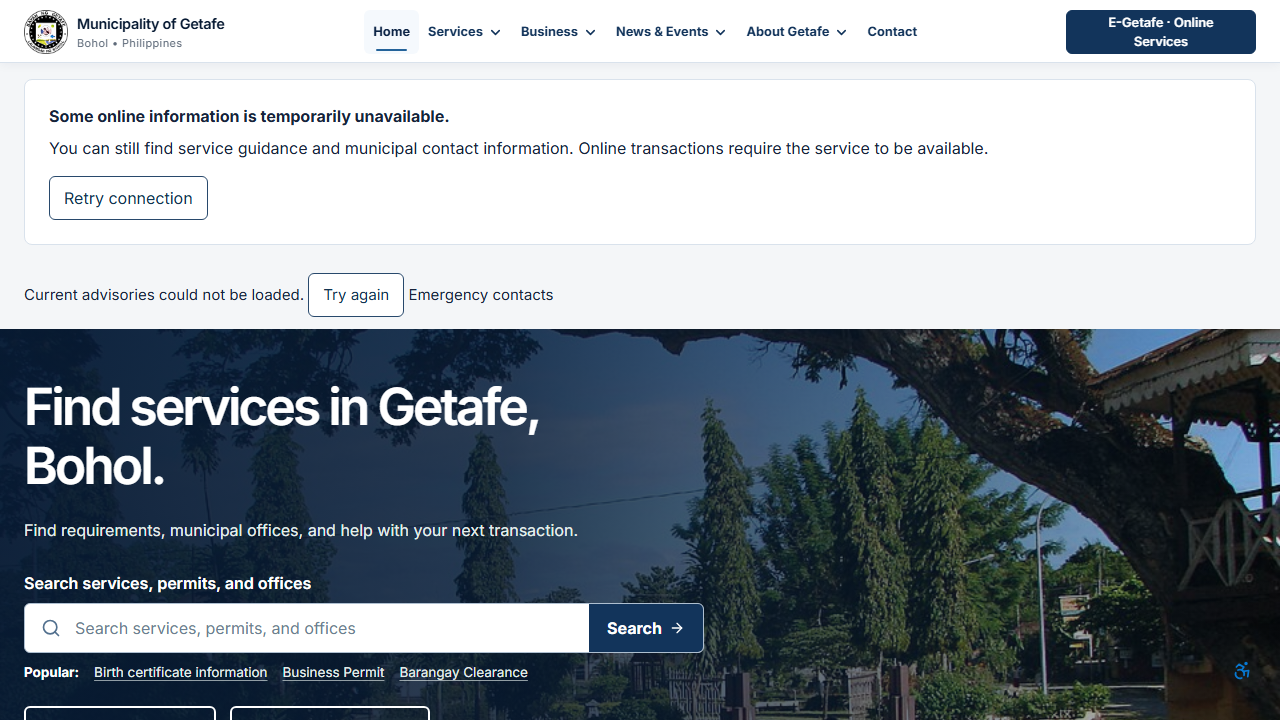 Municipality of Getafe
Bohol • Philippines
Home
Services
Business
News & Events
About Getafe
Contact
E-Getafe · Online
Services
Some online information is temporarily unavailable.
You can still find service guidance and municipal contact information. Online transactions require the service to be available.
Retry connection
Current advisories could not be loaded. Try again Emergency contacts
Find services in Getafe,
Bohol.
Find requirements, municipal offices, and help with your next transaction.
Search services, permits, and offices
Search services, permits, and offices
Search →
Popular: Birth certificate information Business Permit Barangay Clearance